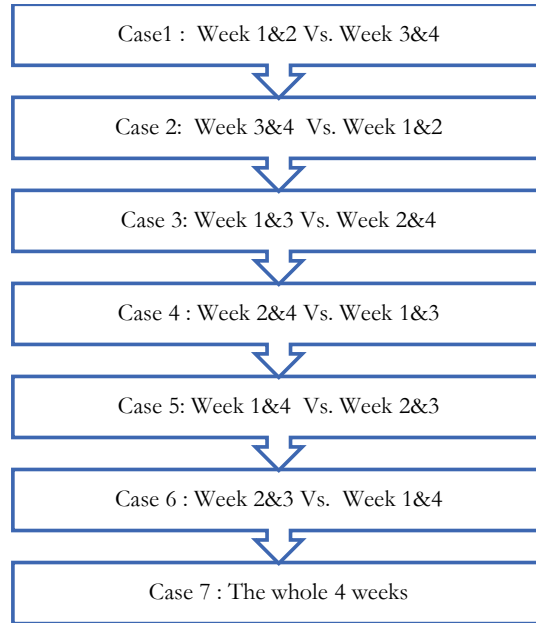 Case1 : Week 1&2 Vs. Week 3&4
Case 2: Week 3&4 Vs. Week 1&2
Case 3: Week 1&3 Vs. Week 2&4
Case 4 : Week 2&4 Vs. Week 1&3
Case 5: Week 1&4 Vs. Week 2&3
Case 6 : Week 2&3 Vs. Week 1&4
Case 7 : The whole 4 weeks